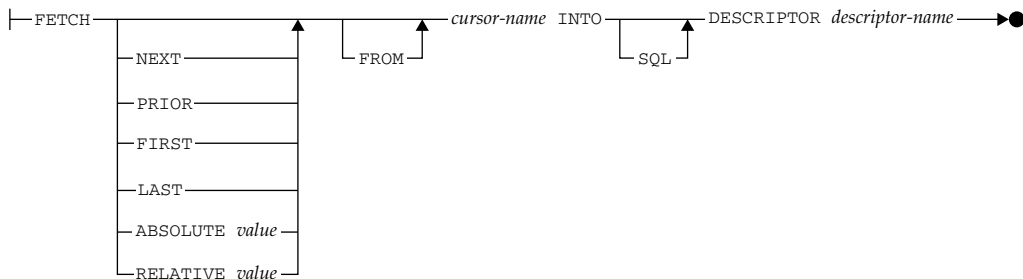 FETCH cursor-name INTO DESCRIPTOR descriptor-name
NEXT FROM SQL
PRIOR
FIRST
LAST
ABSOLUTE value
RELATIVE value